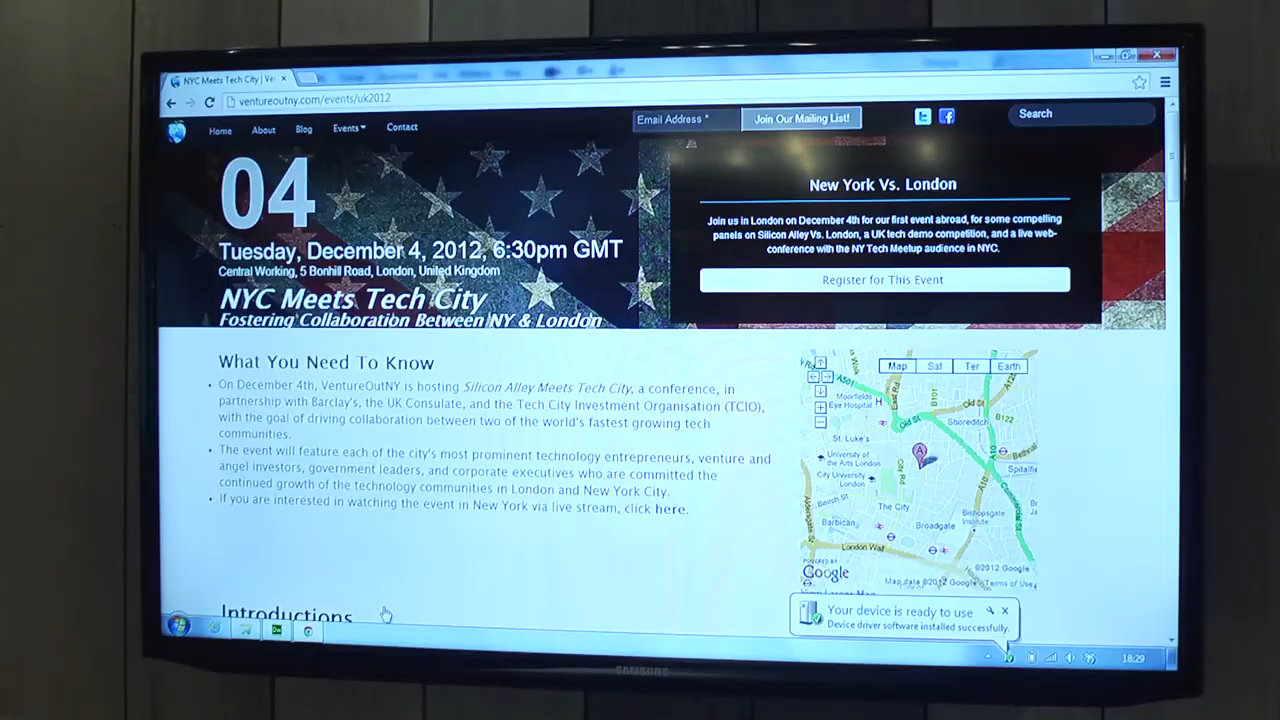 NYC Meets Tech City | Ve
ventureoutny.com/events/uk2012
Home About Blog Events Contact
Email Address *
Join Our Mailing List!
Search
04
Tuesday, December 4, 2012, 6:30pm GMT
Central Working, 5 Bonhill Road, London, United Kingdom
NYC Meets Tech City
Fostering Collaboration Between NY & London
New York Vs. London
Join us in London on December 4th for our first event abroad, for some compelling
panels on Silicon Alley Vs. London, a UK tech demo competition, and a live web-
conference with the NY Tech Meetup audience in NYC.
Register for This Event
What You Need To Know
On December 4th, VentureOutNY is hosting Silicon Alley Meets Tech City, a conference, in
partnership with Barclay's, the UK Consulate, and the Tech City Investment Organisation (TCIO),
with the goal of driving collaboration between two of the world's fastest growing tech
communities.
The event will feature each of the city's most prominent technology entrepreneurs, venture and
angel investors, government leaders, and corporate executives who are committed the
continued growth of the technology communities in London and New York City.
If you are interested in watching the event in New York via live stream, click here.
Introductions
Map Sat Ter Earth
A501
Moorfields
Eye Hospital H
East Rd
B101
Old St
Old St
B122
Shoreditch
A10
Bethnal
St. Luke's
University of
the Arts London
A
City Rd
Spitalfie
City University
London
The City
A10
Commercial St
Bishopsgate
Institute
Barbican
Broadgate
Aldersgate St
London Wall
POWERED BY
Google
©2012 Google
Map data ©2012 Google - Terms of Use
View Larger Map
Your device is ready to use
Device driver software installed successfully.
18:29
SAMSUNG